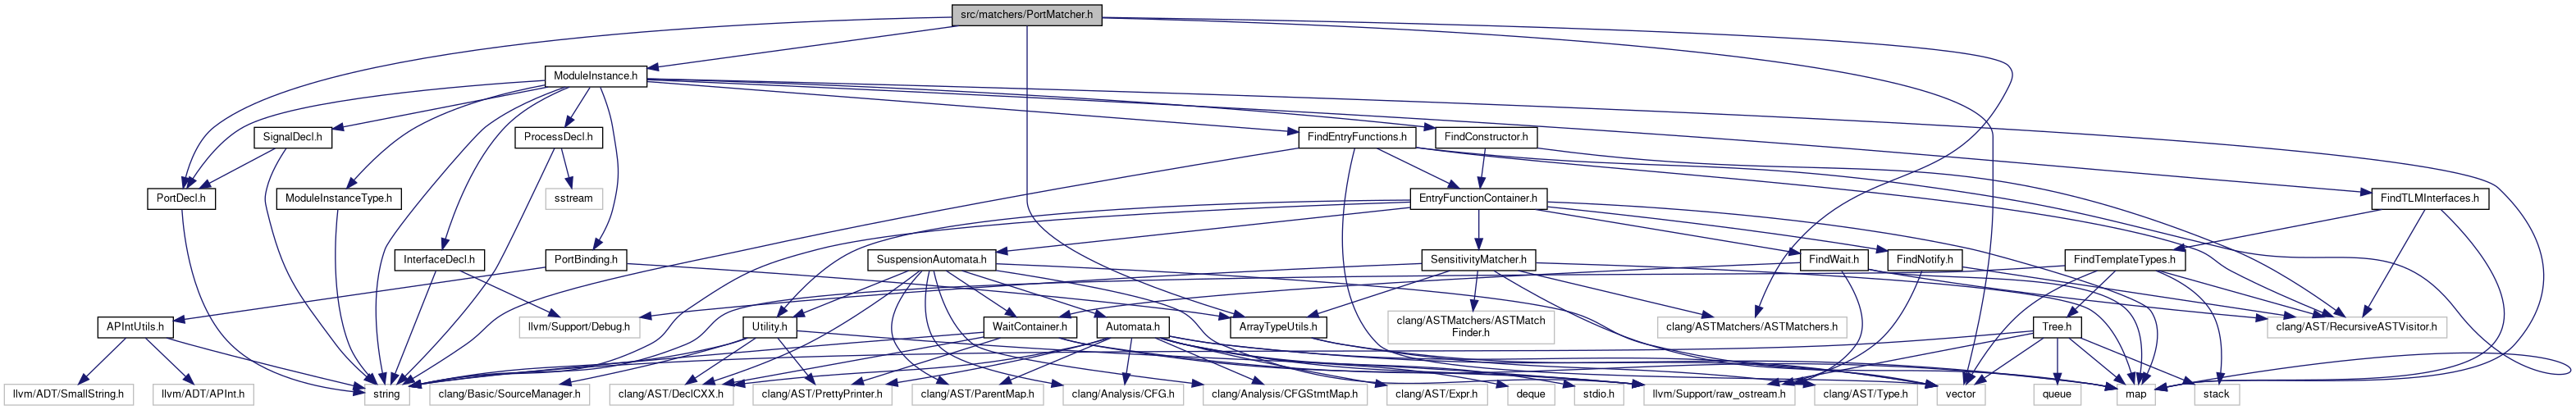 src/matchers/PortMatcher.h
ModuleInstance.h
SignalDecl.h
ProcessDecl.h
FindEntryFunctions.h
FindConstructor.h
PortDecl.h
ModuleInstanceType.h
sstream
EntryFunctionContainer.h
FindTLMInterfaces.h
InterfaceDecl.h
PortBinding.h
SuspensionAutomata.h
SensitivityMatcher.h
FindWait.h
FindNotify.h
FindTemplateTypes.h
APIntUtils.h
llvm/Support/Debug.h
Utility.h
WaitContainer.h
Automata.h
ArrayTypeUtils.h
clang/ASTMatchers/ASTMatch
Finder.h
clang/ASTMatchers/ASTMatchers.h
Tree.h
clang/AST/RecursiveASTVisitor.h
llvm/ADT/SmallString.h
llvm/ADT/APInt.h
string
clang/Basic/SourceManager.h
clang/AST/DeclCXX.h
clang/AST/PrettyPrinter.h
clang/AST/ParentMap.h
clang/Analysis/CFG.h
clang/Analysis/CFGStmtMap.h
clang/AST/Expr.h
deque
stdio.h
llvm/Support/raw_ostream.h
clang/AST/Type.h
vector
queue
map
stack